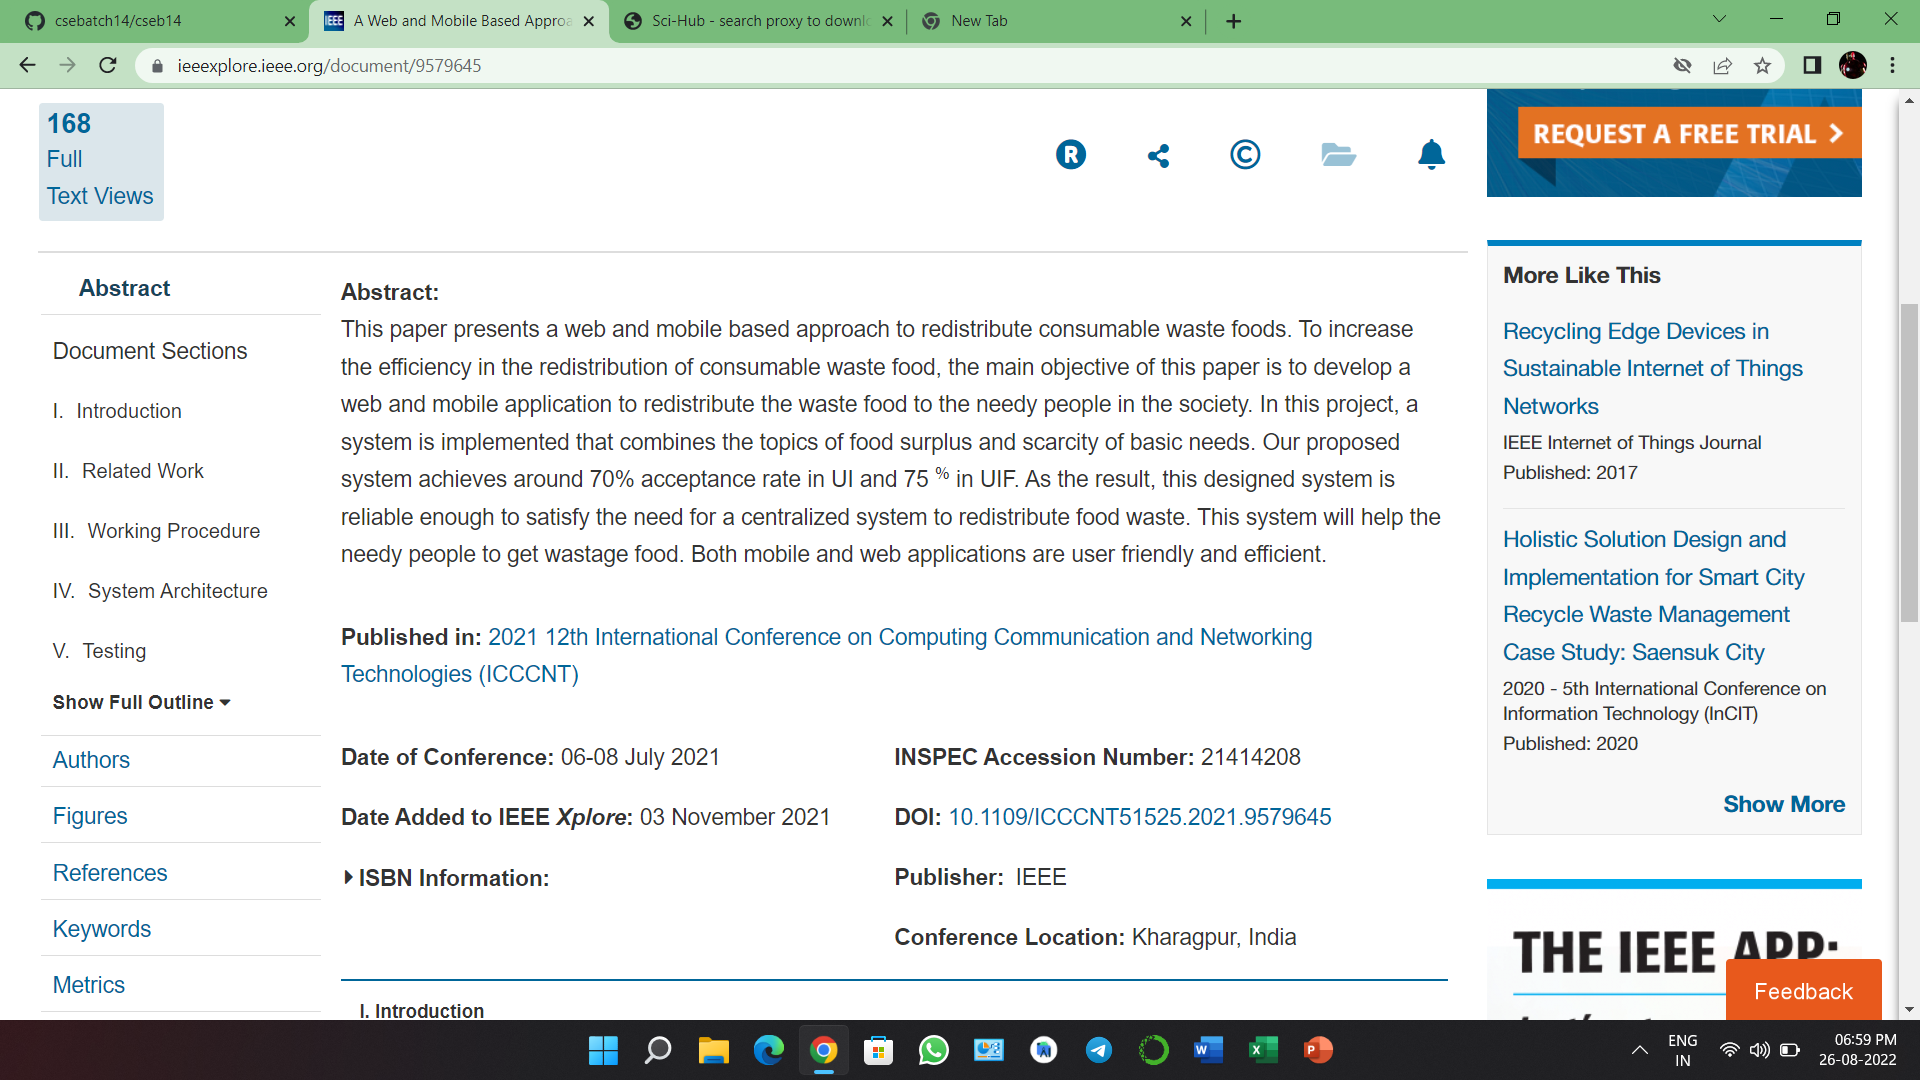 csebatch14/cseb14
IEEE A Web and Mobile Based Approa
Sci-Hub - search proxy to downl
New Tab
ieeexplore.ieee.org/document/9579645
168
Full
Text Views
R
©
REQUEST A FREE TRIAL
Abstract
Document Sections
I. Introduction
II. Related Work
III. Working Procedure
IV. System Architecture
V. Testing
Show Full Outline
Authors
Figures
References
Keywords
Metrics
Abstract:
This paper presents a web and mobile based approach to redistribute consumable waste foods. To increase
the efficiency in the redistribution of consumable waste food, the main objective of this paper is to develop a
web and mobile application to redistribute the waste food to the needy people in the society. In this project, a
system is implemented that combines the topics of food surplus and scarcity of basic needs. Our proposed
system achieves around 70% acceptance rate in UI and 75 % in UIF. As the result, this designed system is
reliable enough to satisfy the need for a centralized system to redistribute food waste. This system will help the
needy people to get wastage food. Both mobile and web applications are user friendly and efficient.
Published in: 2021 12th International Conference on Computing Communication and Networking
Technologies (ICCCNT)
Date of Conference: 06-08 July 2021
Date Added to IEEE Xplore: 03 November 2021
ISBN Information:
INSPEC Accession Number: 21414208
DOI: 10.1109/ICCCNT51525.2021.9579645
Publisher: IEEE
Conference Location: Kharagpur, India
I. Introduction
More Like This
Recycling Edge Devices in
Sustainable Internet of Things
Networks
IEEE Internet of Things Journal
Published: 2017
Holistic Solution Design and
Implementation for Smart City
Recycle Waste Management
Case Study: Saensuk City
2020 - 5th International Conference on
Information Technology (InCIT)
Published: 2020
Show More
THE IEEE APP:
Feedback
ENG
IN
06:59 PM
26-08-2022